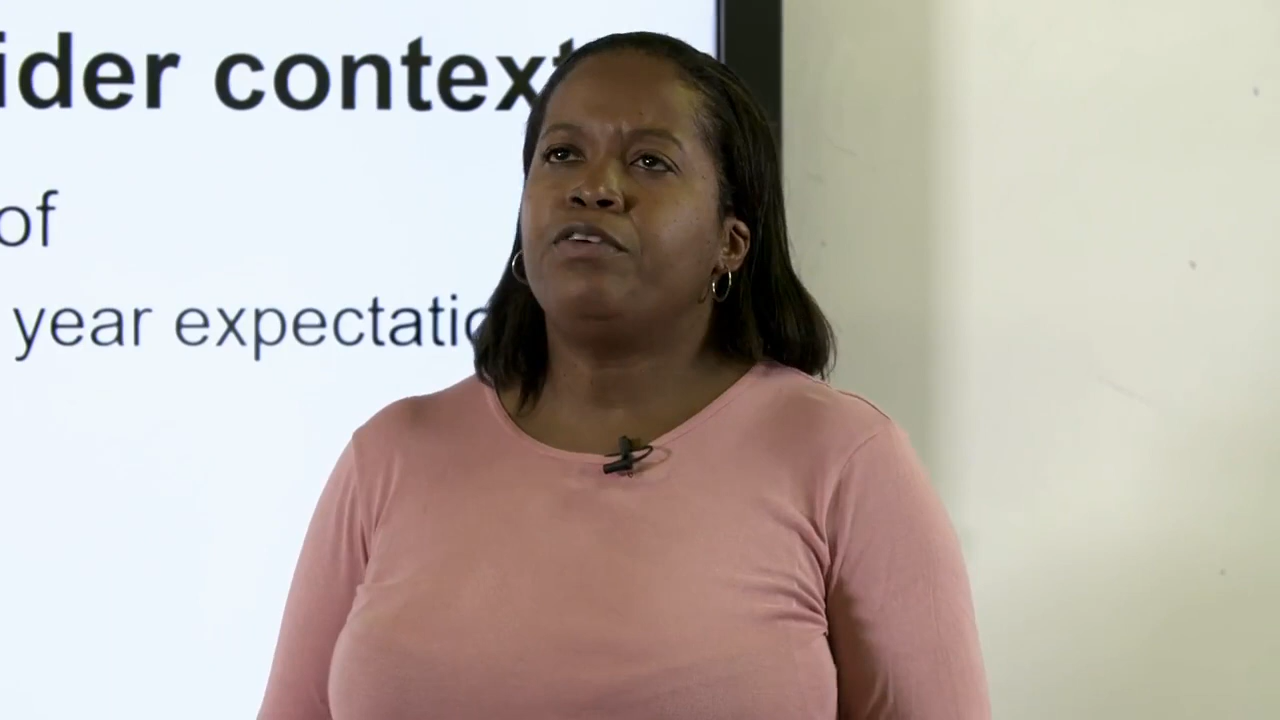 ider context
of
year expectatio